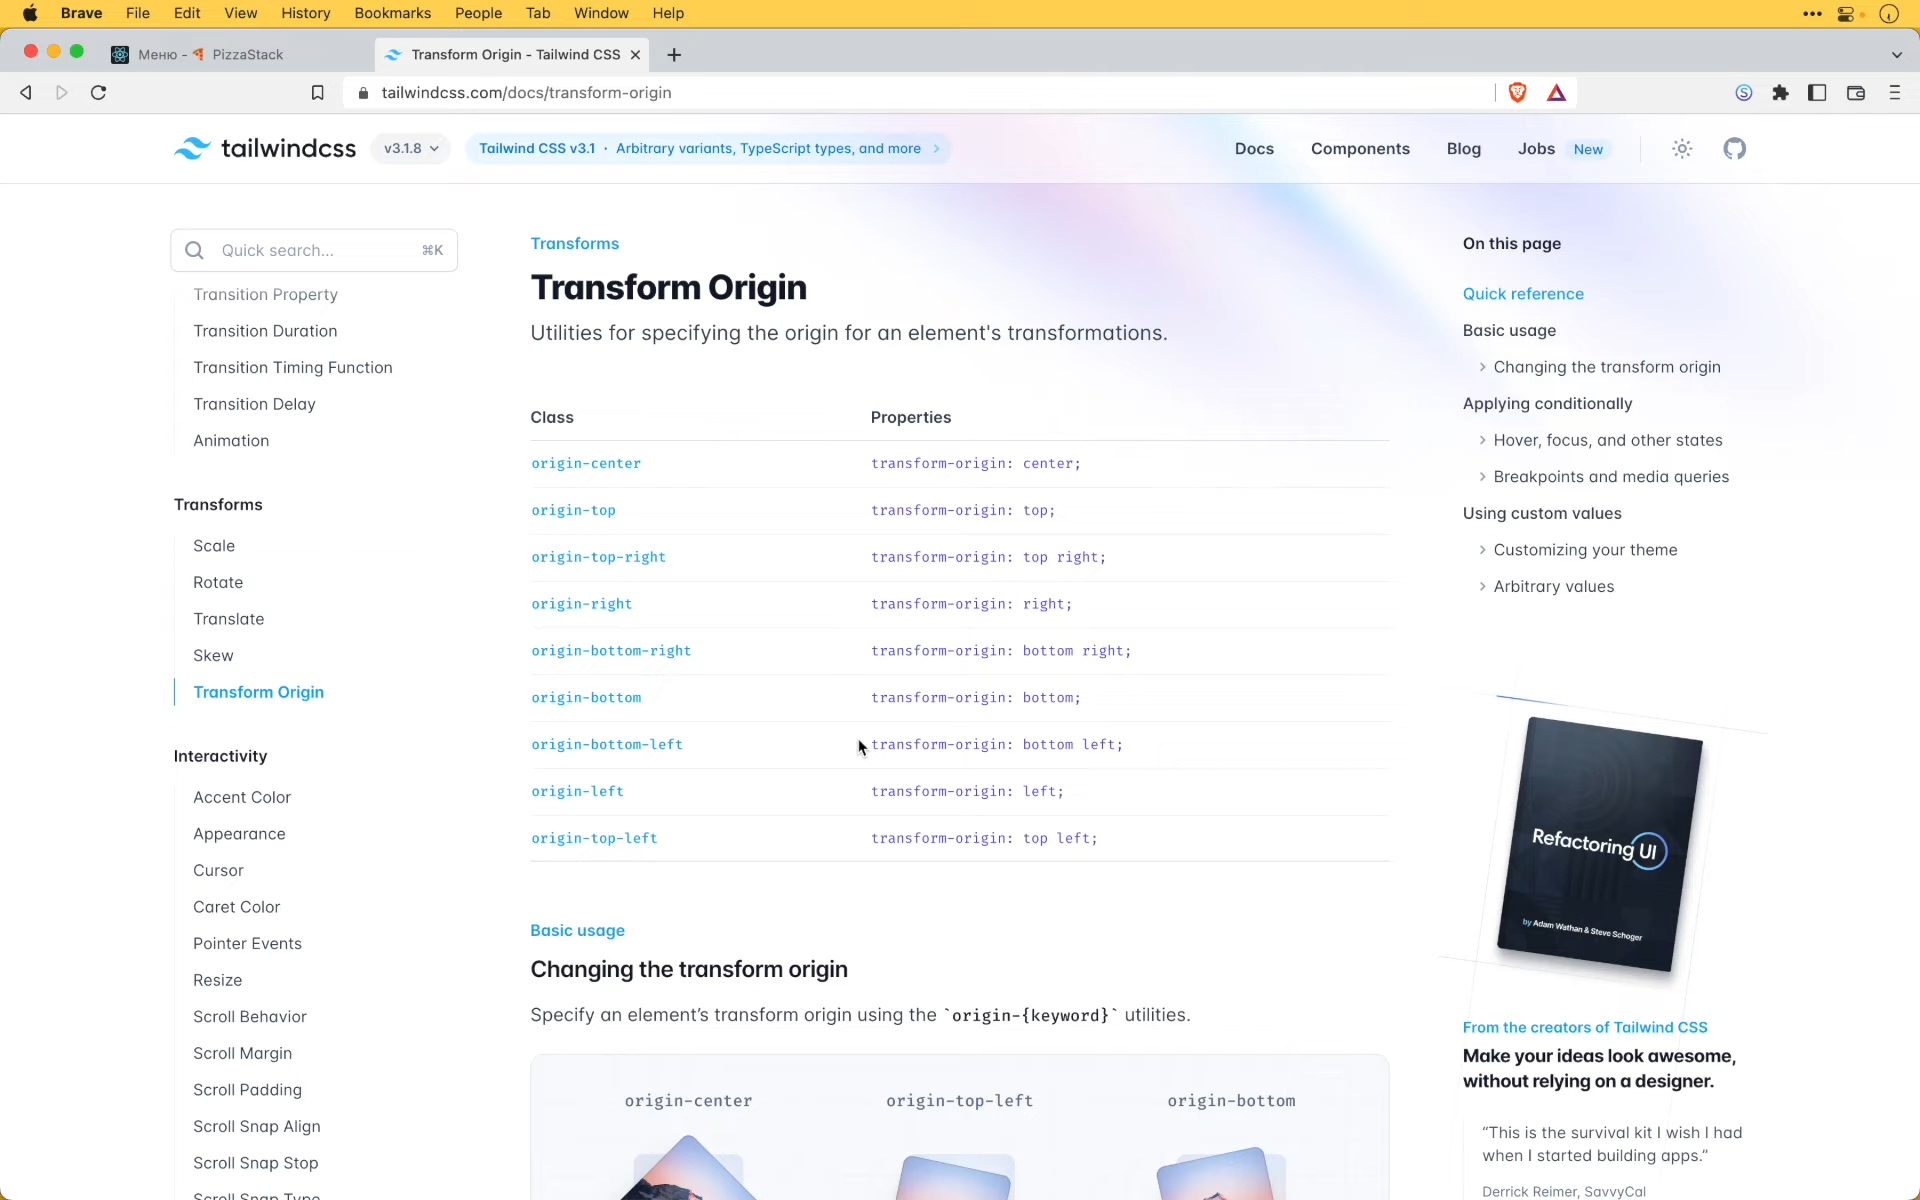 Brave File Edit View History Bookmarks People Tab Window Help
Меню - PizzaStack
Transform Origin - Tailwind CSS
tailwindcss.com/docs/transform-origin
tailwindcss
v3.1.8
Tailwind CSS v3.1 · Arbitrary variants, TypeScript types, and more
Docs Components Blog Jobs New
Quick search... ⌘K
Transition Property
Transition Duration
Transition Timing Function
Transition Delay
Animation
Transforms
Scale
Rotate
Translate
Skew
Transform Origin
Interactivity
Accent Color
Appearance
Cursor
Caret Color
Pointer Events
Resize
Scroll Behavior
Scroll Margin
Scroll Padding
Scroll Snap Align
Scroll Snap Stop
Scroll Snap Type
Transforms
Transform Origin
Utilities for specifying the origin for an element's transformations.
Class Properties
origin-center transform-origin: center;
origin-top transform-origin: top;
origin-top-right transform-origin: top right;
origin-right transform-origin: right;
origin-bottom-right transform-origin: bottom right;
origin-bottom transform-origin: bottom;
origin-bottom-left transform-origin: bottom left;
origin-left transform-origin: left;
origin-top-left transform-origin: top left;
Basic usage
Changing the transform origin
Specify an element’s transform origin using the `origin-{keyword}` utilities.
origin-center origin-top-left origin-bottom
On this page
Quick reference
Basic usage
Changing the transform origin
Applying conditionally
Hover, focus, and other states
Breakpoints and media queries
Using custom values
Customizing your theme
Arbitrary values
Refactoring UI
by Adam Wathan & Steve Schoger
From the creators of Tailwind CSS
Make your ideas look awesome,
without relying on a designer.
“This is the survival kit I wish I had
when I started building apps.”
Derrick Reimer, SavvyCal